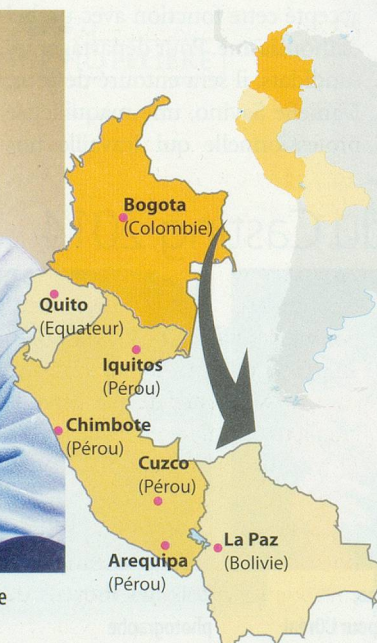 Bogota
(Colombie)
Quito
(Equateur)
Iquitos
(Pérou)
Chimbote
(Pérou)
Cuzco
(Pérou)
La Paz
(Bolivie)
Arequipa
(Pérou)
e